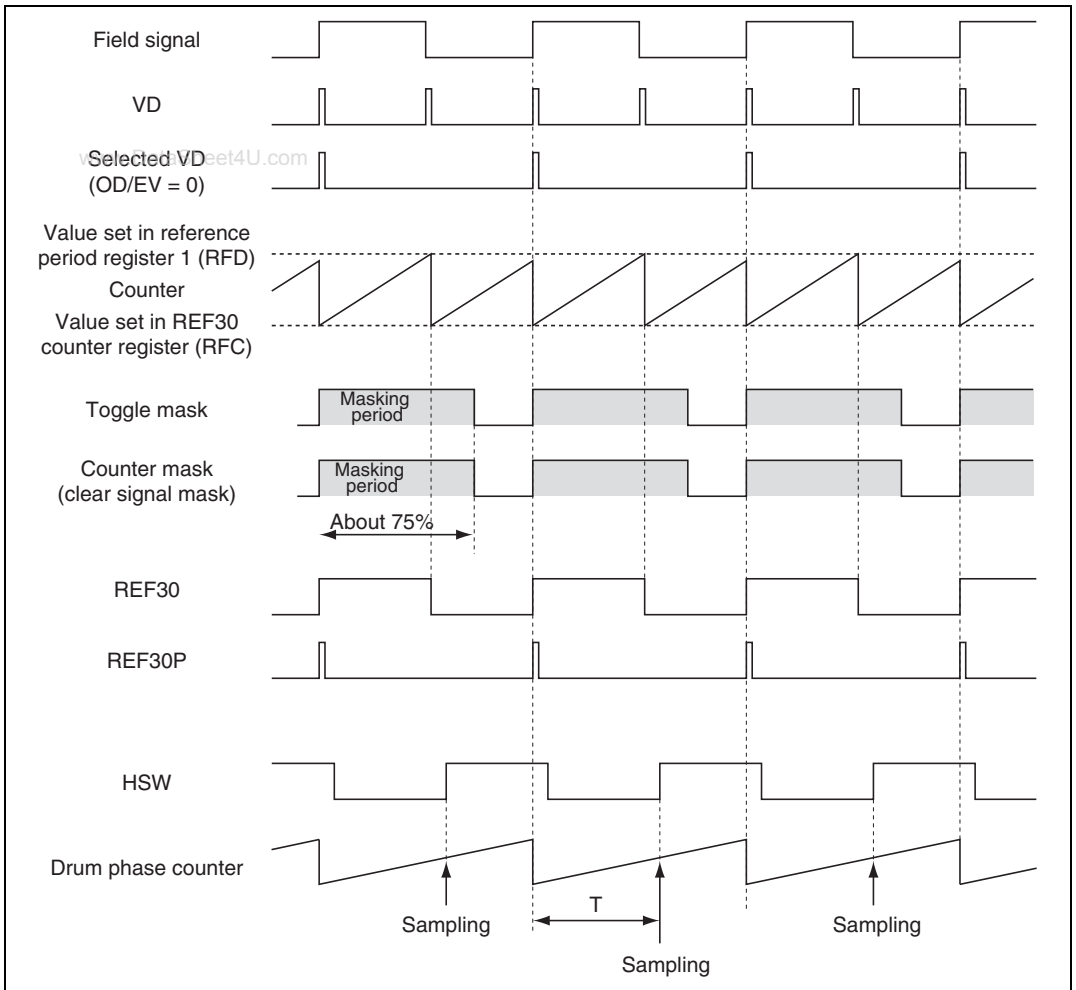 Field signal
VD
www.DataSheet4U.com
Selected VD
(OD/EV = 0)
Value set in reference
period register 1 (RFD)
Counter
Value set in REF30
counter register (RFC)
Toggle mask
Masking
period
Counter mask
(clear signal mask)
Masking
period
About 75%
REF30
REF30P
HSW
Drum phase counter
T
Sampling
Sampling
Sampling